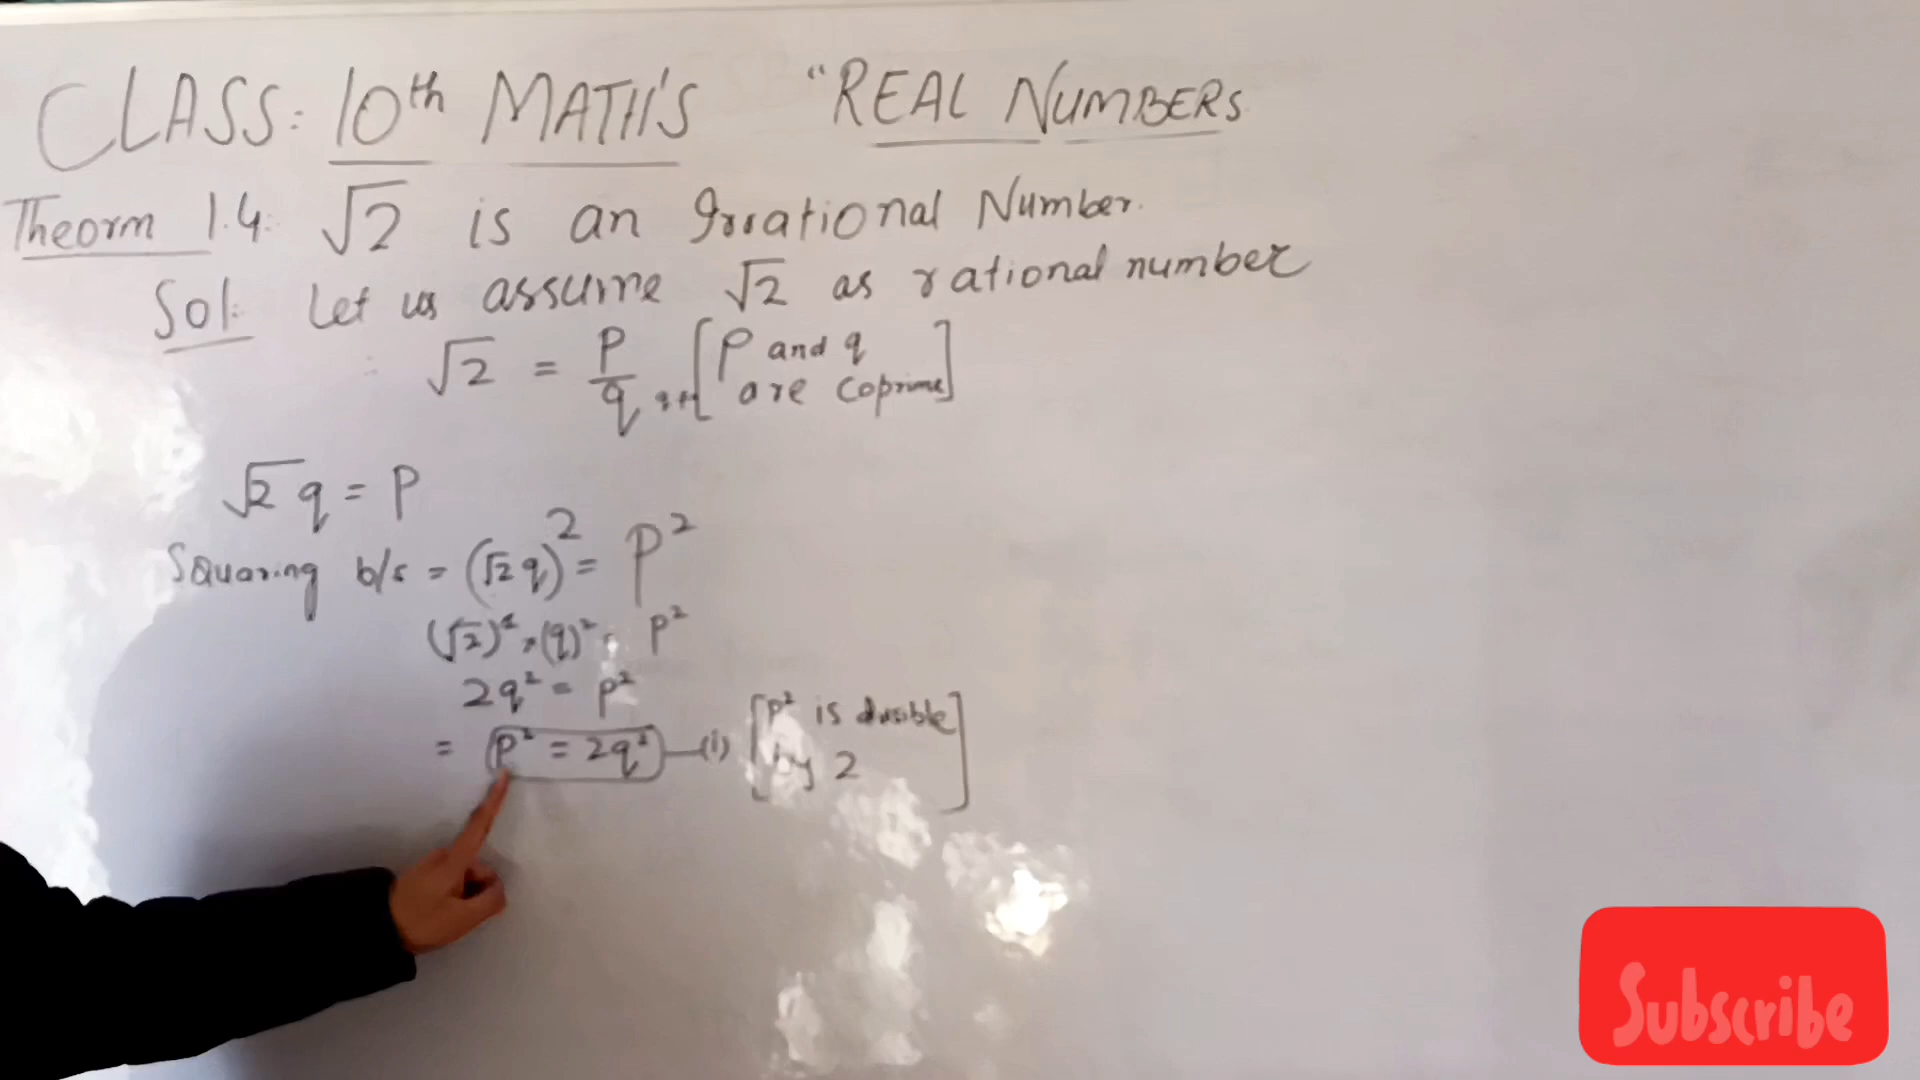 CLASS: 10th MATH'S "REAL NUMBERS
Theorm 1.4: √2 is an Irrational Number.
Sol: Let us assume √2 as rational number
√2 = p/q [p and q are coprime]
√2 q = p
Squaring b/s = (√2 q)² = p²
(√2)² × (q)² = p²
2q² = p²
= p² = 2q² —(i) [p² is by 2]
Subscribe